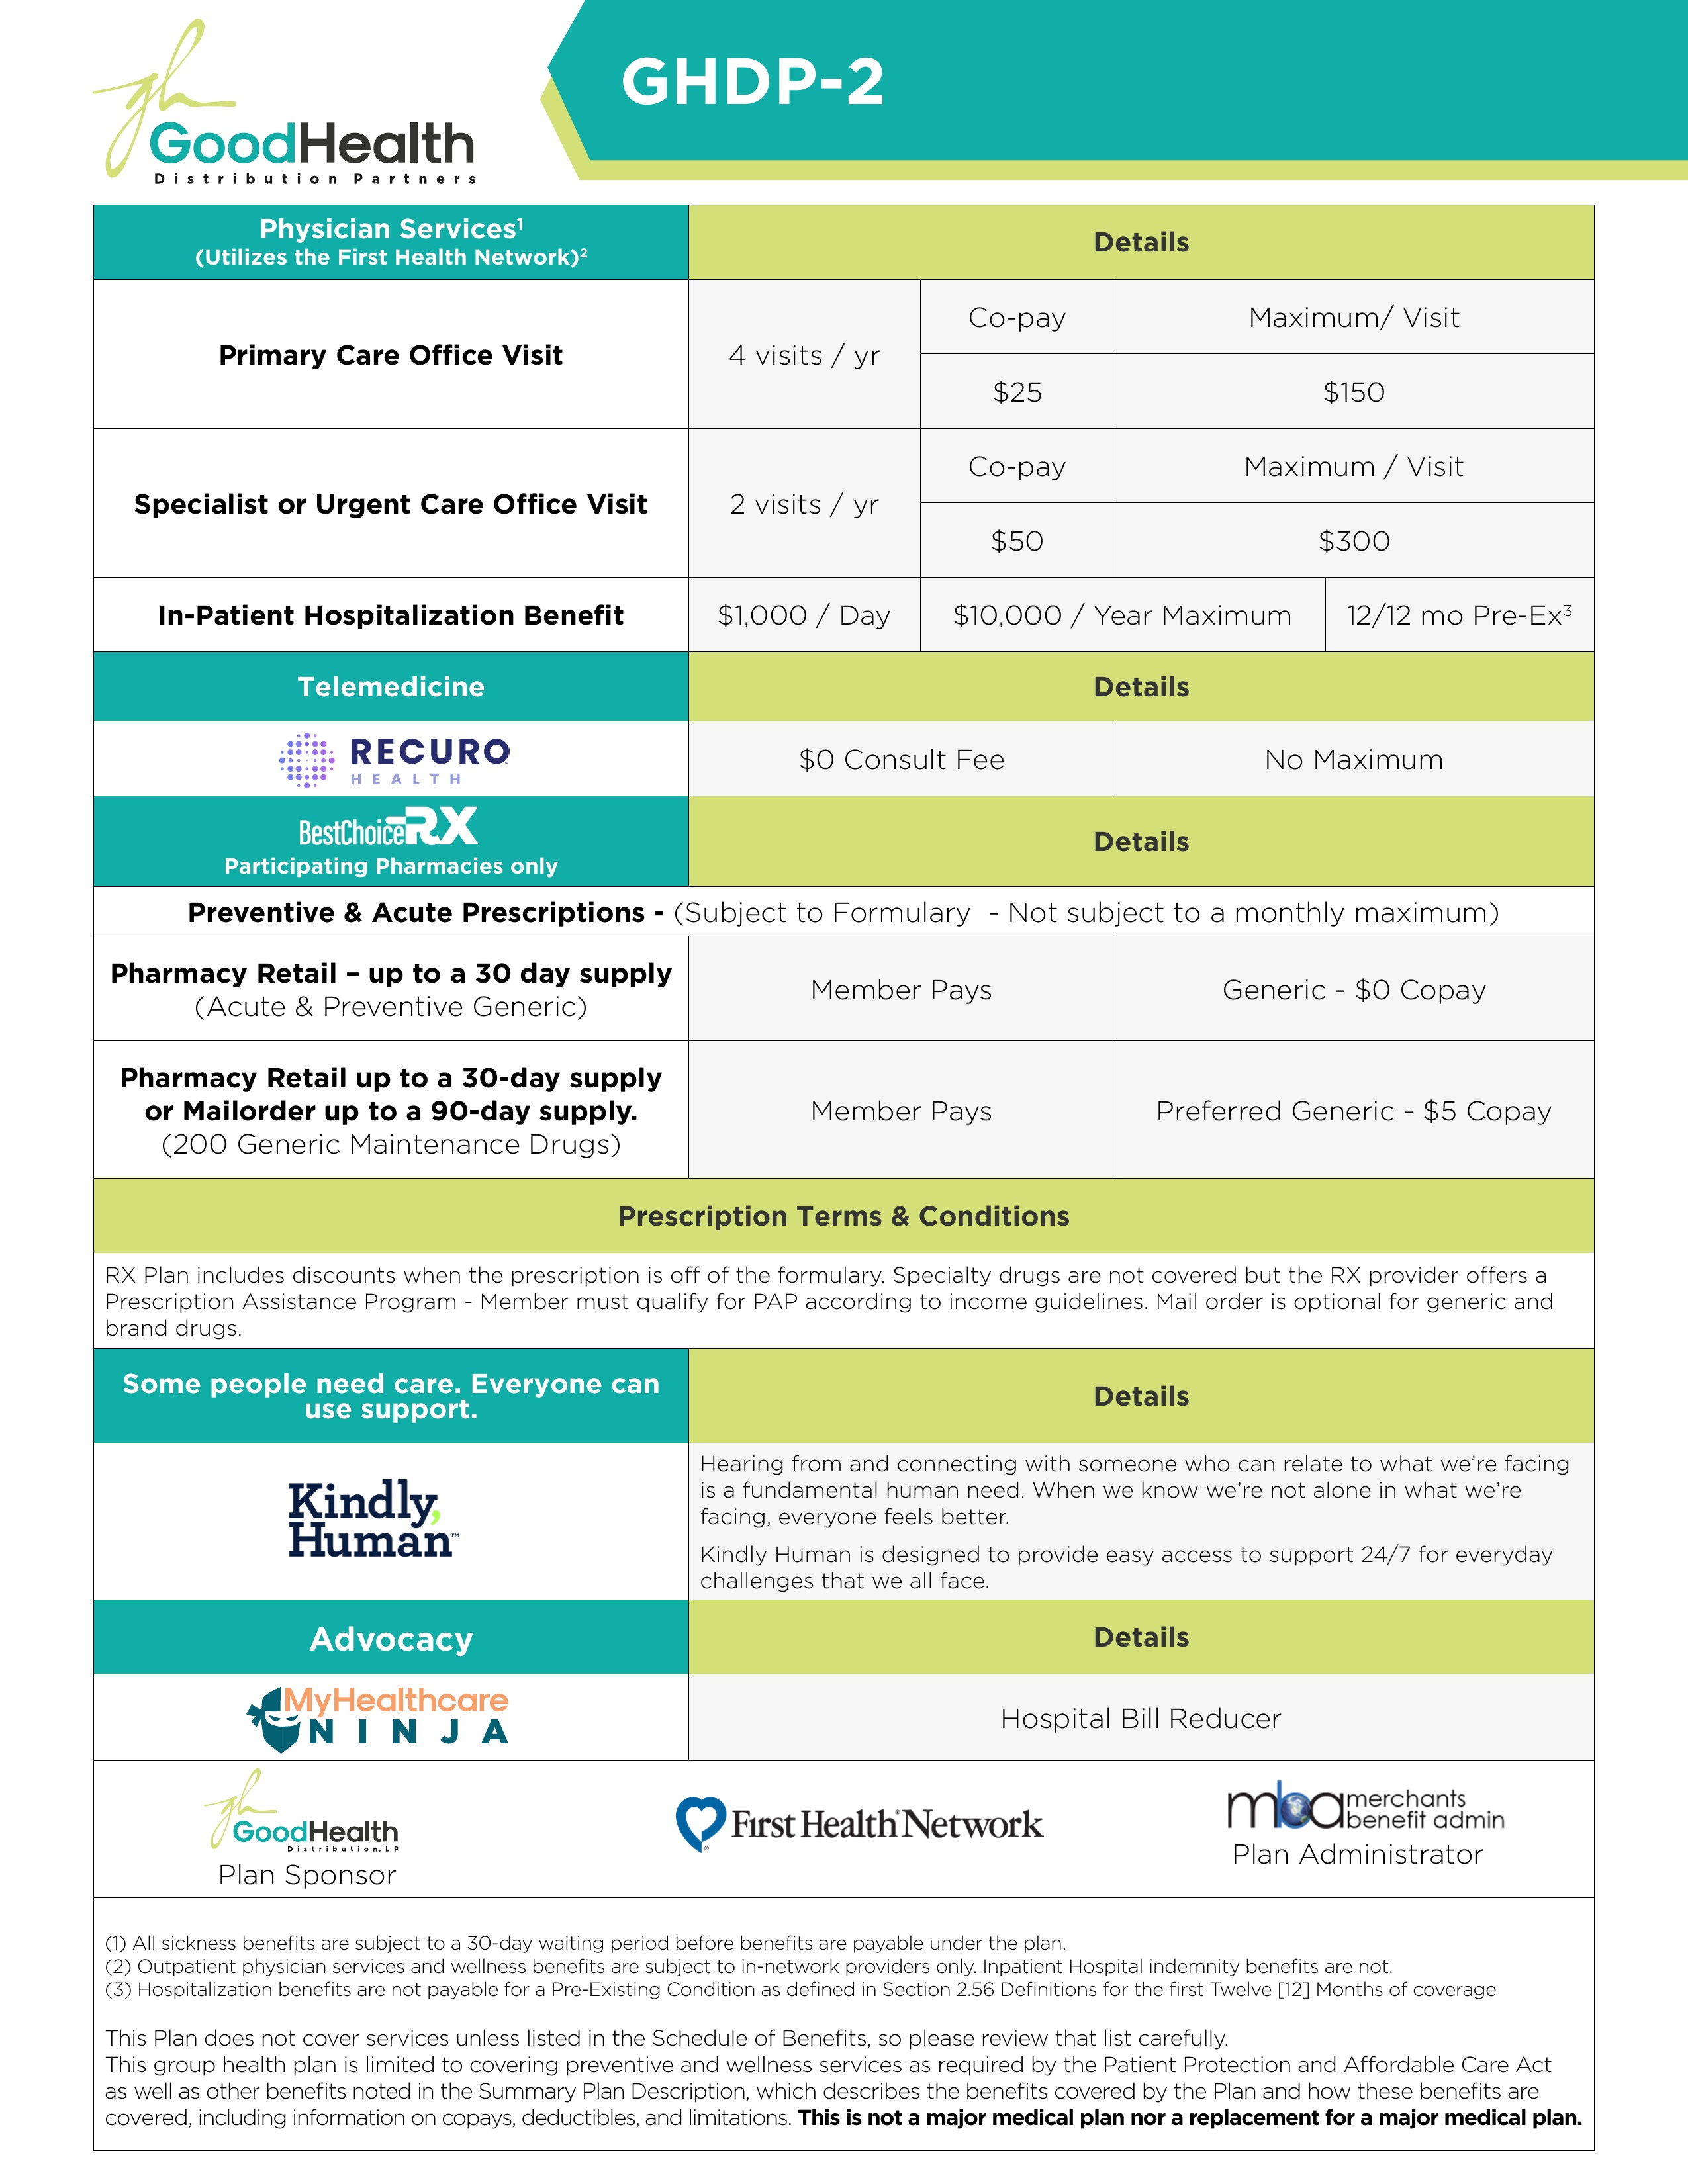 gh
GoodHealth
Distribution Partners
GHDP-2
Physician Services¹
(Utilizes the First Health Network)²
Details
Primary Care Office Visit
4 visits / yr
Co-pay
Maximum/ Visit
$25
$150
Specialist or Urgent Care Office Visit
2 visits / yr
Co-pay
Maximum / Visit
$50
$300
In-Patient Hospitalization Benefit
$1,000 / Day
$10,000 / Year Maximum
12/12 mo Pre-Ex³
Telemedicine
Details
RECURO
HEALTH
$0 Consult Fee
No Maximum
BestChoiceRX
Participating Pharmacies only
Details
Preventive & Acute Prescriptions - (Subject to Formulary  - Not subject to a monthly maximum)
Pharmacy Retail – up to a 30 day supply
(Acute & Preventive Generic)
Member Pays
Generic - $0 Copay
Pharmacy Retail up to a 30-day supply
or Mailorder up to a 90-day supply.
(200 Generic Maintenance Drugs)
Member Pays
Preferred Generic - $5 Copay
Prescription Terms & Conditions
RX Plan includes discounts when the prescription is off of the formulary. Specialty drugs are not covered but the RX provider offers a
Prescription Assistance Program - Member must qualify for PAP according to income guidelines. Mail order is optional for generic and
brand drugs.
Some people need care. Everyone can
use support.
Details
Kindly,
Human™
Hearing from and connecting with someone who can relate to what we're facing
is a fundamental human need. When we know we're not alone in what we're
facing, everyone feels better.
Kindly Human is designed to provide easy access to support 24/7 for everyday
challenges that we all face.
Advocacy
Details
MyHealthcare
NINJA
Hospital Bill Reducer
gh
GoodHealth
Distribution, LP
Plan Sponsor
First Health® Network
mba merchants
benefit admin
Plan Administrator
(1) All sickness benefits are subject to a 30-day waiting period before benefits are payable under the plan.
(2) Outpatient physician services and wellness benefits are subject to in-network providers only. Inpatient Hospital indemnity benefits are not.
(3) Hospitalization benefits are not payable for a Pre-Existing Condition as defined in Section 2.56 Definitions for the first Twelve [12] Months of coverage
This Plan does not cover services unless listed in the Schedule of Benefits, so please review that list carefully.
This group health plan is limited to covering preventive and wellness services as required by the Patient Protection and Affordable Care Act
as well as other benefits noted in the Summary Plan Description, which describes the benefits covered by the Plan and how these benefits are
covered, including information on copays, deductibles, and limitations. This is not a major medical plan nor a replacement for a major medical plan.